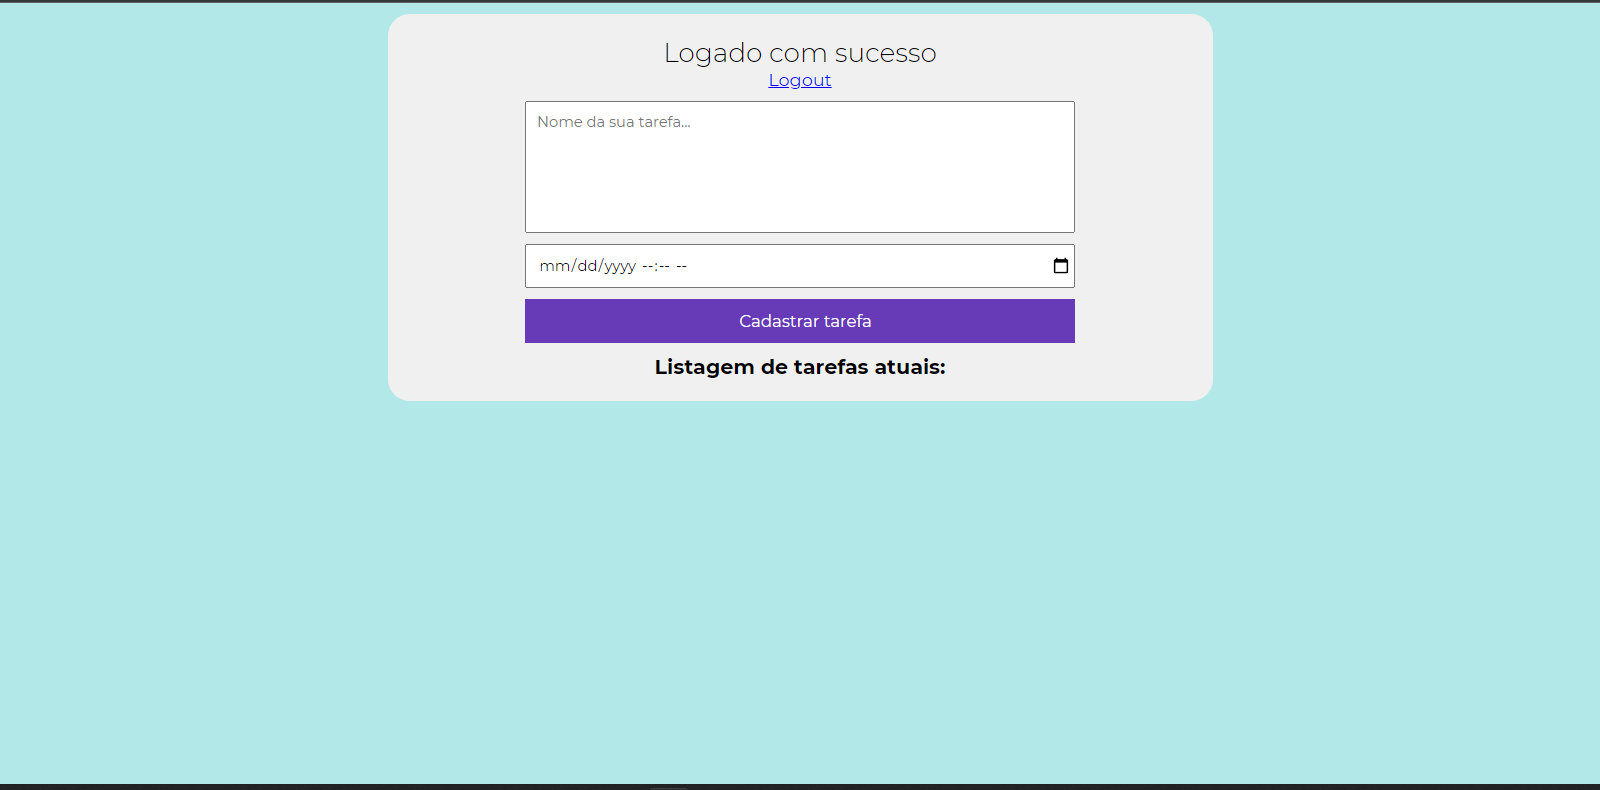 Logado com sucesso
Logout
Nome da sua tarefa...
mm/dd/yyyy --:-- --
Cadastrar tarefa
Listagem de tarefas atuais: